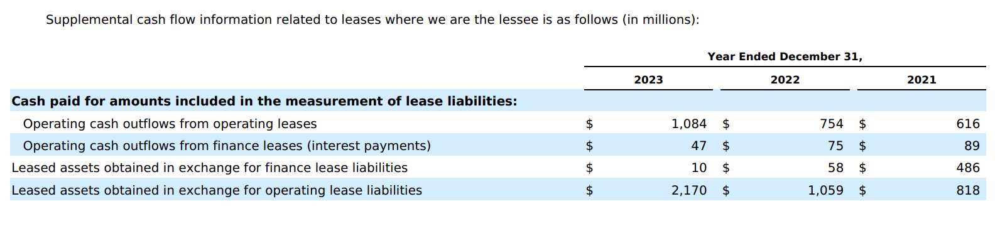 Supplemental cash flow information related to leases where we are the lessee is as follows (in millions):
Year Ended December 31,
2023 2022 2021
Cash paid for amounts included in the measurement of lease liabilities:
Operating cash outflows from operating leases $ 1,084 $ 754 $ 616
Operating cash outflows from finance leases (interest payments) $ 47 $ 75 $ 89
Leased assets obtained in exchange for finance lease liabilities $ 10 $ 58 $ 486
Leased assets obtained in exchange for operating lease liabilities $ 2,170 $ 1,059 $ 818